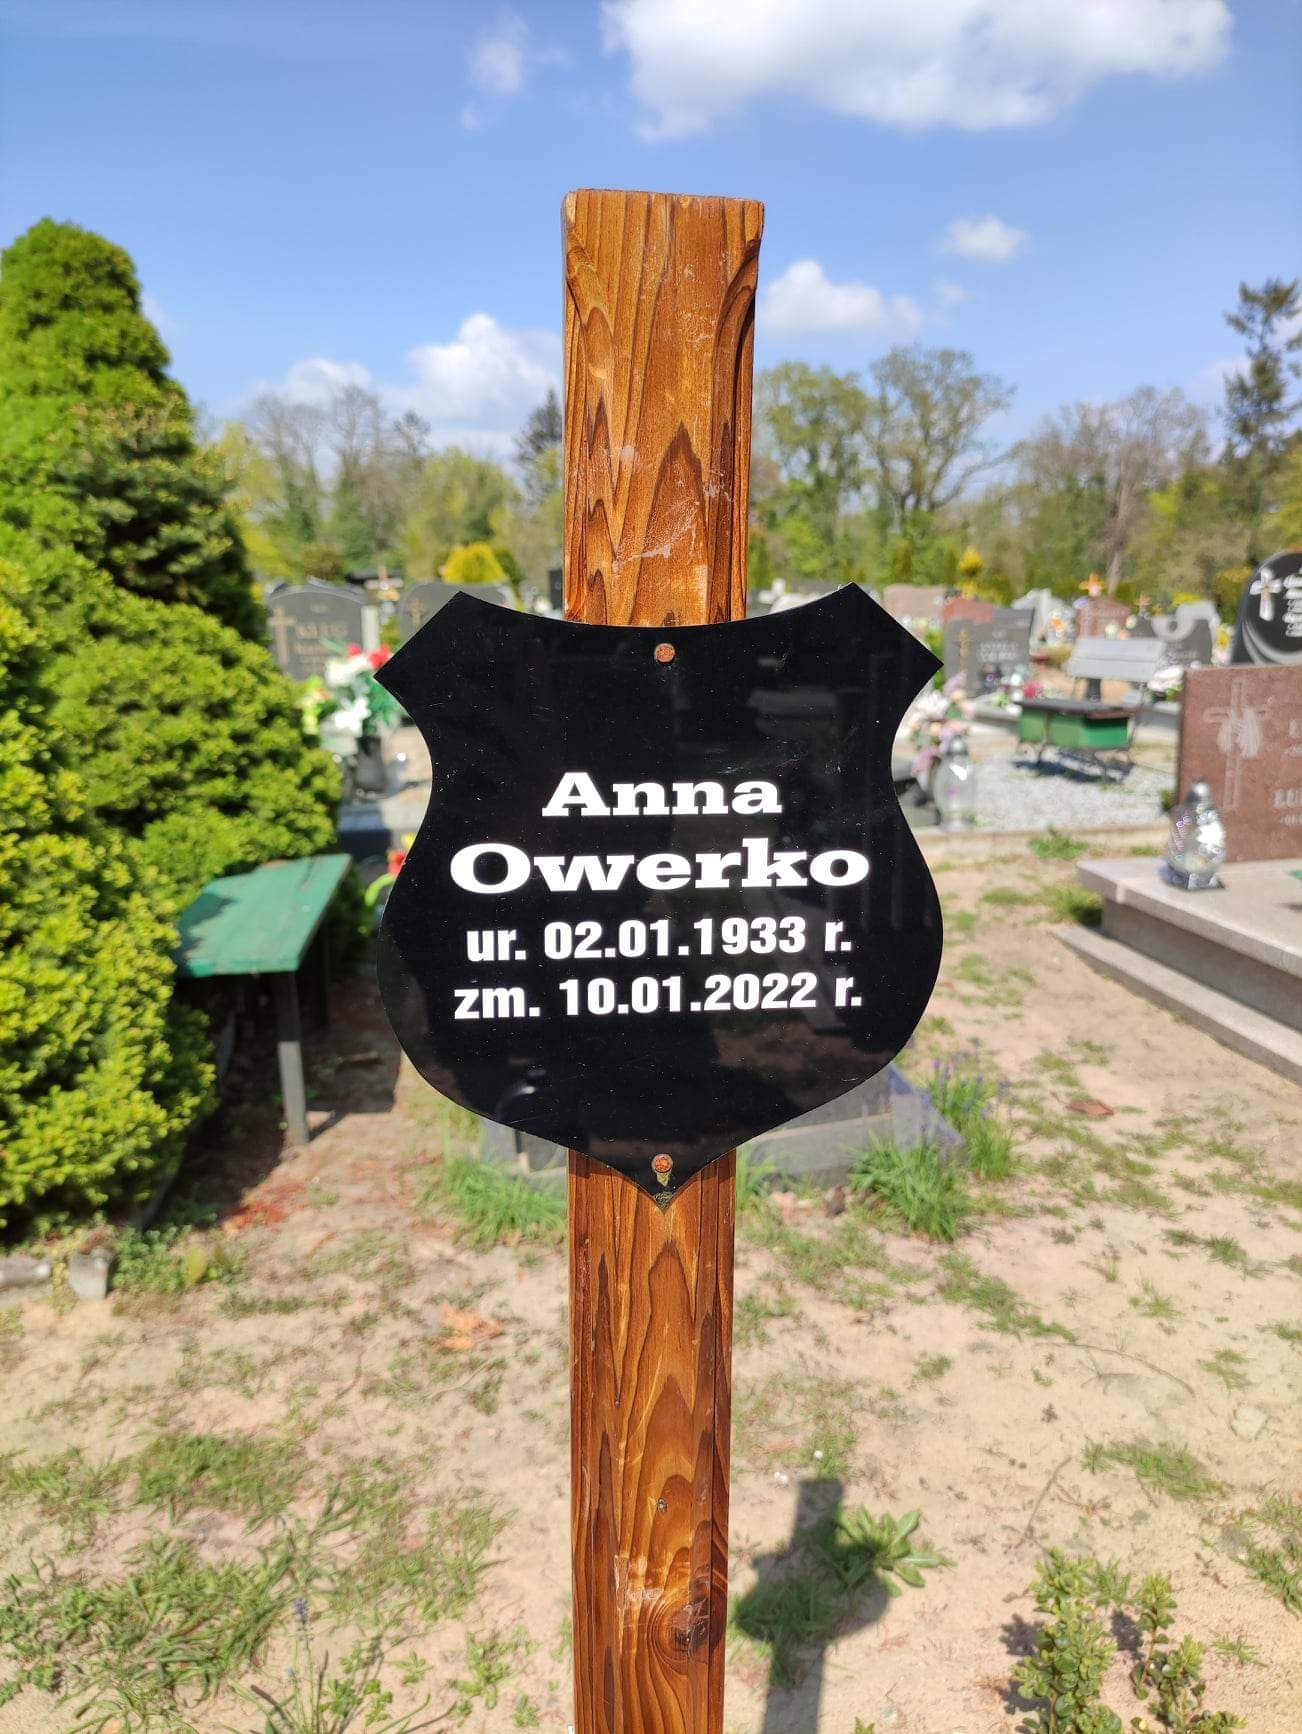 Anna
Owerko
ur. 02.01.1933 r.
zm. 10.01.2022 r.